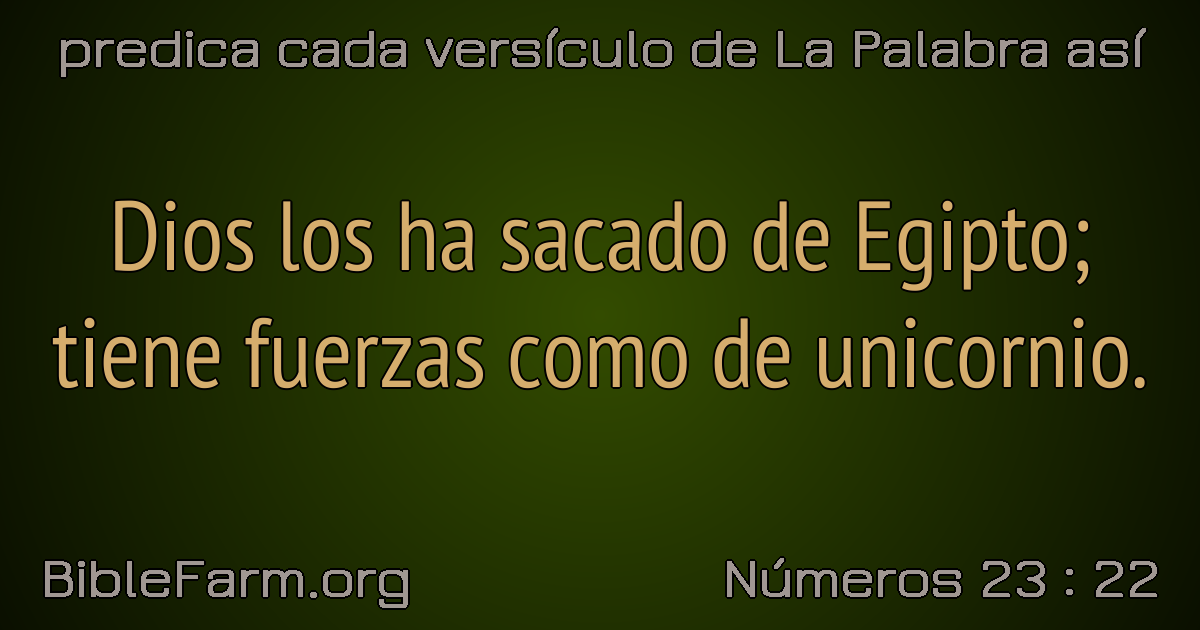 predica cada versículo de La Palabra así
Dios los ha sacado de Egipto;
tiene fuerzas como de unicornio.
BibleFarm.org
Números 23 : 22